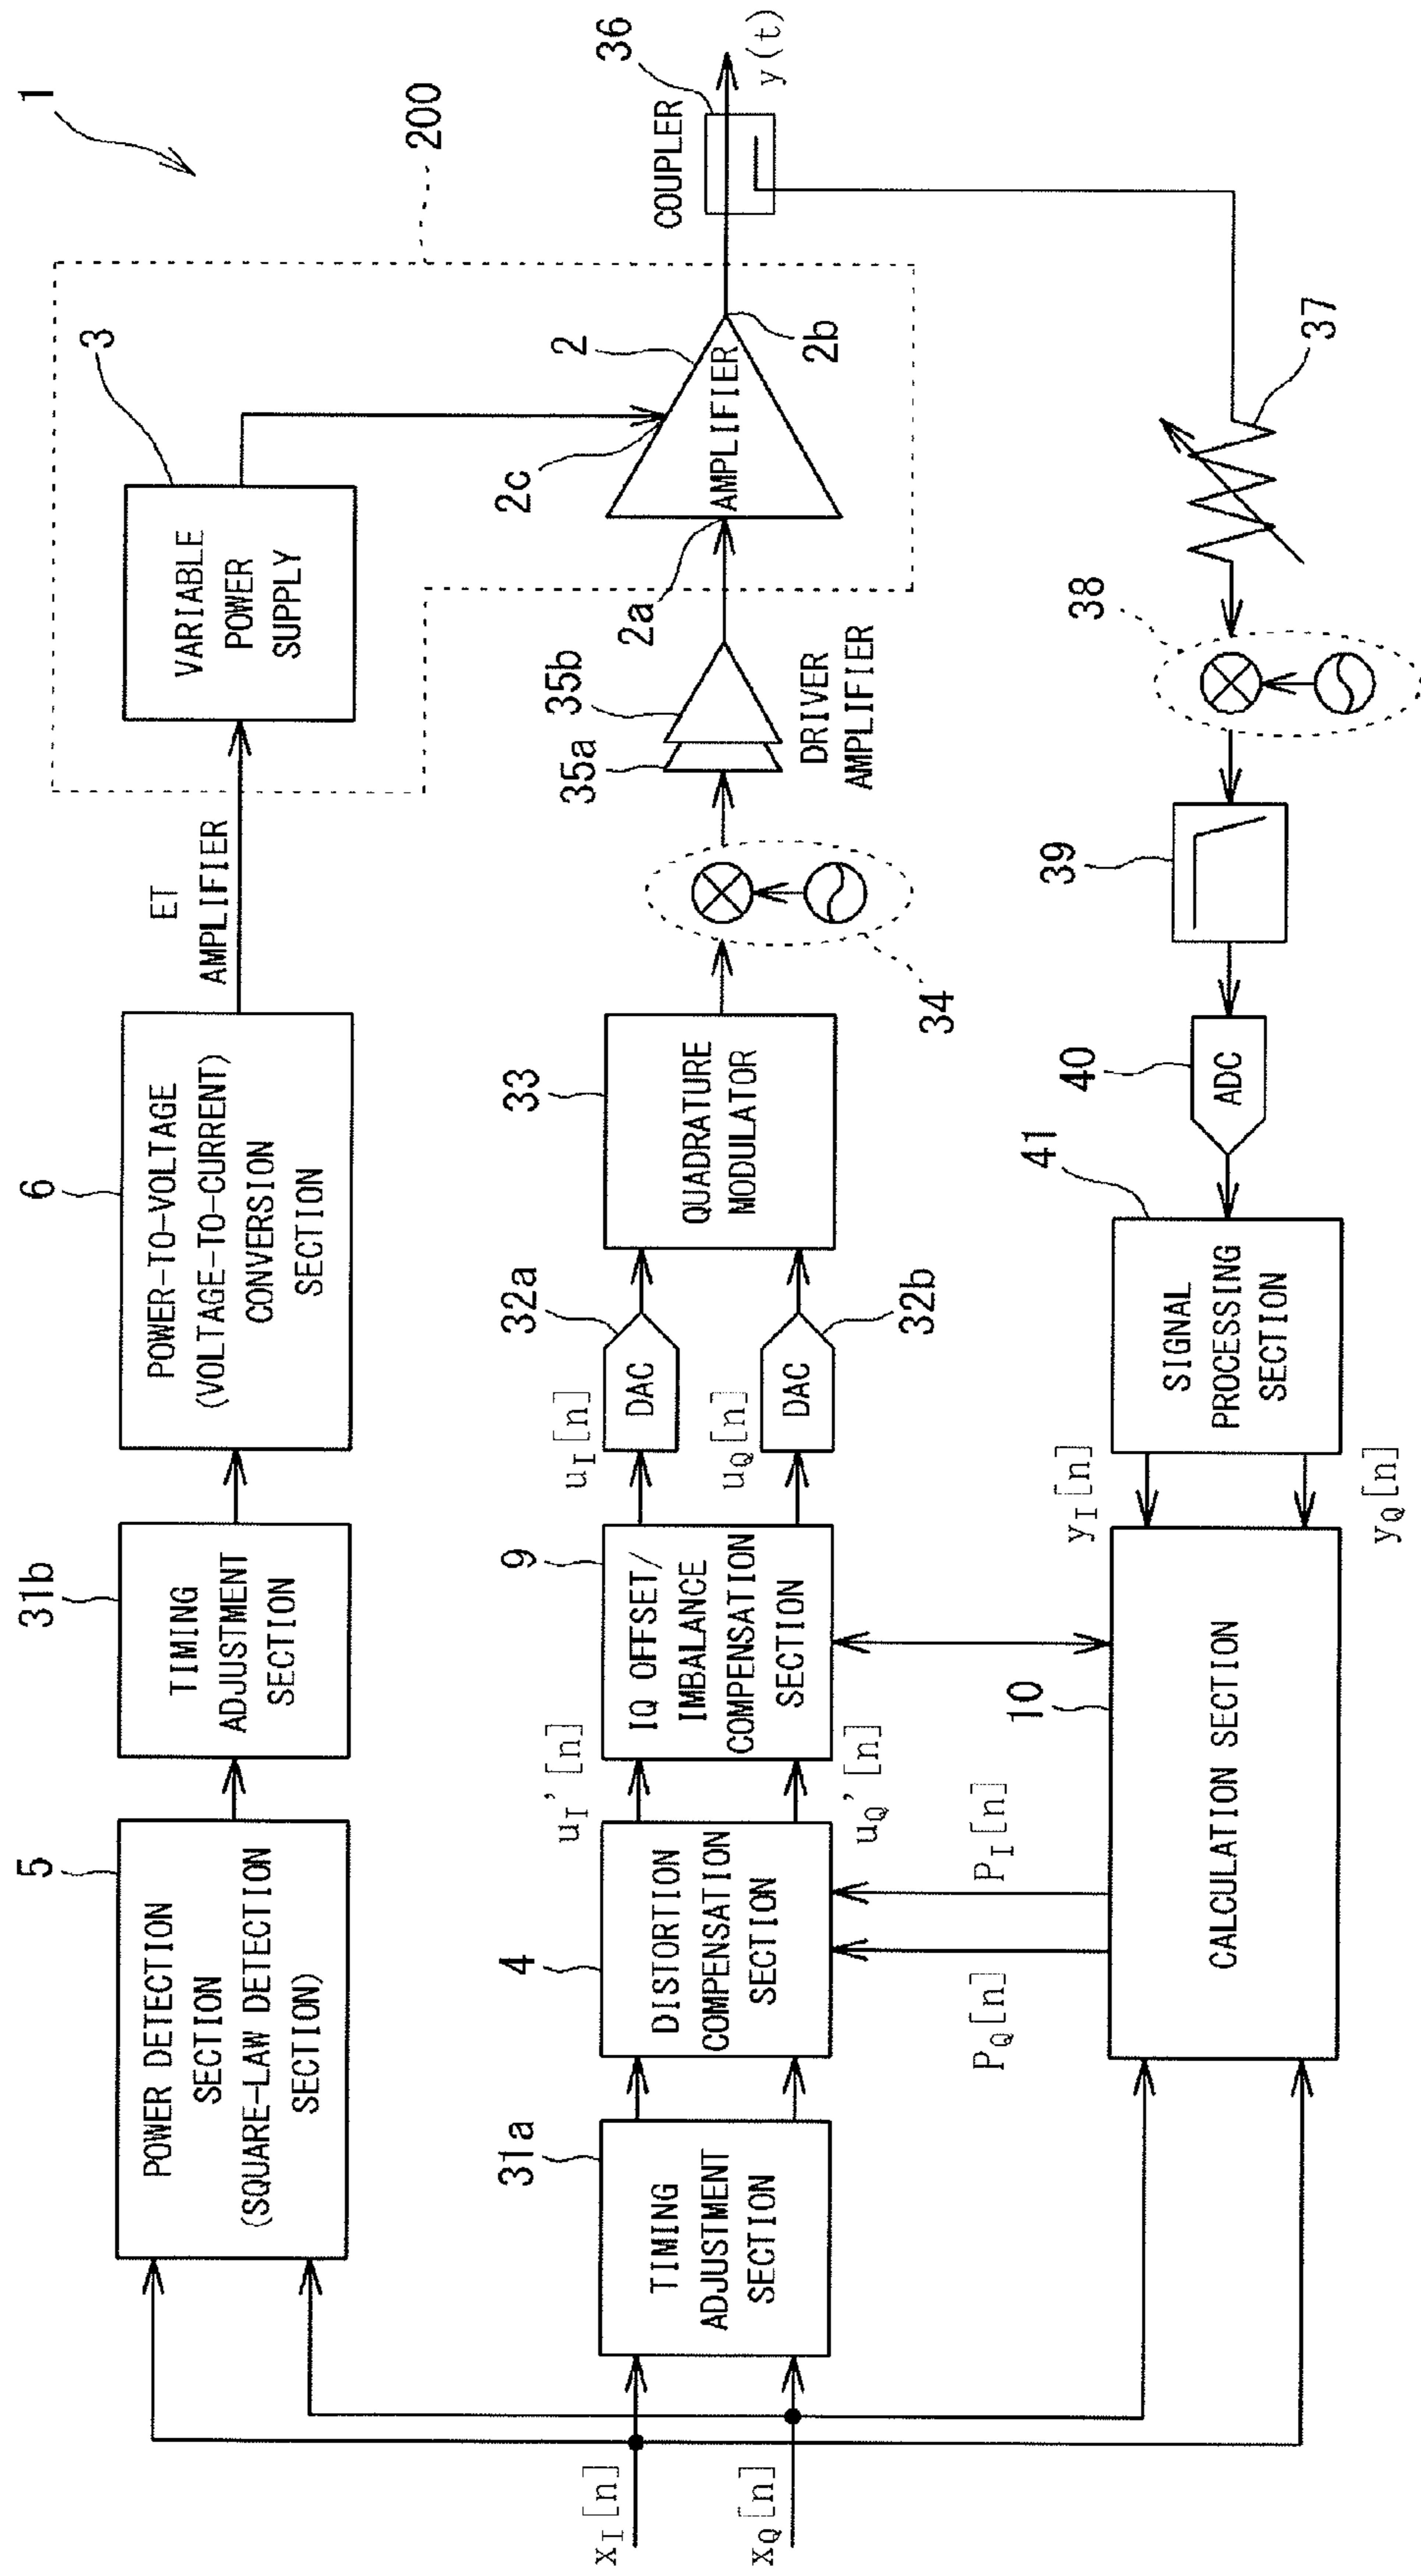 1
200
3
VARIABLE
POWER
SUPPLY
ET
AMPLIFIER
6
POWER-TO-VOLTAGE
(VOLTAGE-TO-CURRENT)
CONVERSION
SECTION
31b
TIMING
ADJUSTMENT
SECTION
5
POWER DETECTION
SECTION
(SQUARE-LAW DETECTION
SECTION)
xI[n]
xQ[n]
31a
TIMING
ADJUSTMENT
SECTION
4
DISTORTION
COMPENSATION
SECTION
uI'[n]
uQ'[n]
9
IQ OFFSET/
IMBALANCE
COMPENSATION
SECTION
uI[n]
uQ[n]
32a
DAC
DAC
32b
33
QUADRATURE
MODULATOR
34
35a
35b
DRIVER
AMPLIFIER
2a
2c
2
AMPLIFIER
2b
COUPLER
36
y(t)
37
38
39
40
ADC
41
SIGNAL
PROCESSING
SECTION
yI[n]
yQ[n]
10
CALCULATION SECTION
PQ[n]
PI[n]